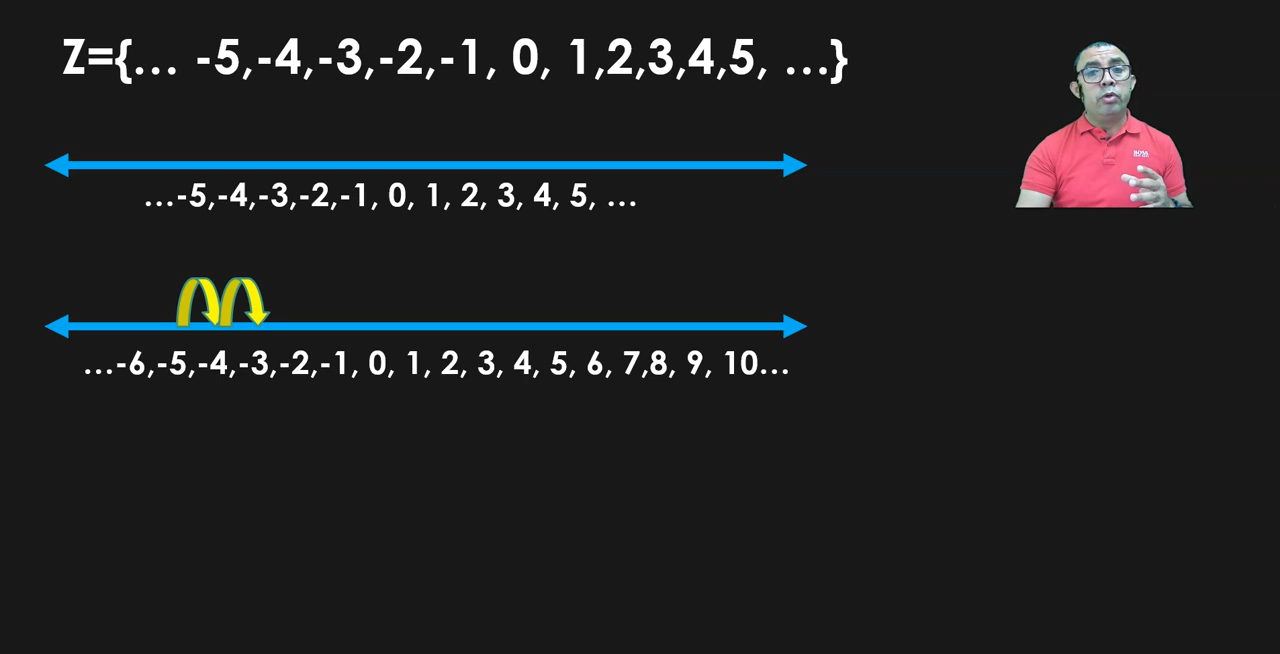 Z={... -5,-4,-3,-2,-1, 0, 1,2,3,4,5, ...}
...-5,-4,-3,-2,-1, 0, 1, 2, 3, 4, 5, ...
...-6,-5,-4,-3,-2,-1, 0, 1, 2, 3, 4, 5, 6, 7,8, 9, 10...